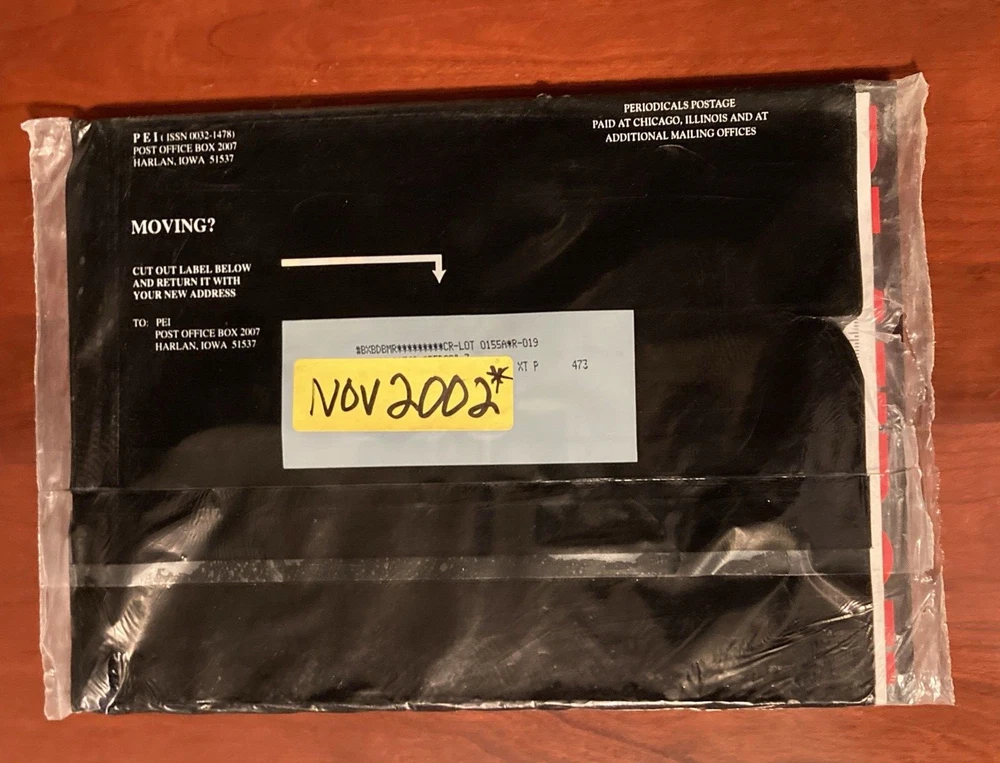 PEI ( ISSN 0032-1478)
POST OFFICE BOX 2007
HARLAN, IOWA 51537
PERIODICALS POSTAGE
PAID AT CHICAGO, ILLINOIS AND AT
ADDITIONAL MAILING OFFICES
MOVING?
CUT OUT LABEL BELOW
AND RETURN IT WITH
YOUR NEW ADDRESS
TO: PEI
POST OFFICE BOX 2007
HARLAN, IOWA 51537
*BXBDBMR*********CR-LOT 0155A*R-019
XT P 473
NOV 2002*